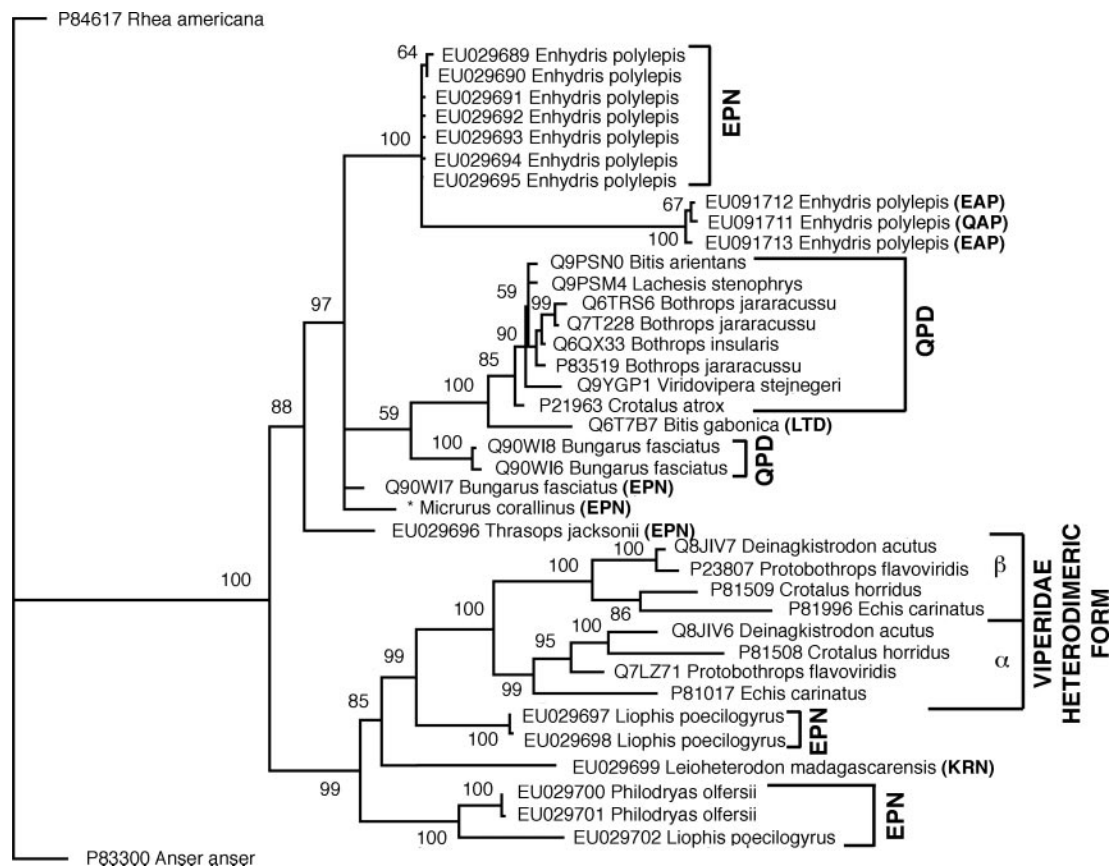 P84617 Rhea americana
64
EU029689 Enhydris polylepis
EU029690 Enhydris polylepis
EU029691 Enhydris polylepis
EU029692 Enhydris polylepis
EU029693 Enhydris polylepis
EU029694 Enhydris polylepis
EU029695 Enhydris polylepis
EPN
100
67
EU091712 Enhydris polylepis (EAP)
EU091711 Enhydris polylepis (QAP)
100
EU091713 Enhydris polylepis (EAP)
Q9PSN0 Bitis arientans
59
Q9PSM4 Lachesis stenophrys
99
Q6TRS6 Bothrops jararacussu
Q7T228 Bothrops jararacussu
90
Q6QX33 Bothrops insularis
85
P83519 Bothrops jararacussu
Q9YGP1 Viridovipera stejnegeri
P21963 Crotalus atrox
QPD
97
100
Q6T7B7 Bitis gabonica (LTD)
88
59
100
Q90WI8 Bungarus fasciatus
Q90WI6 Bungarus fasciatus
QPD
Q90WI7 Bungarus fasciatus (EPN)
* Micrurus corallinus (EPN)
EU029696 Thrasops jacksonii (EPN)
100
100
100
Q8JIV7 Deinagkistrodon acutus
P23807 Protobothrops flavoviridis
P81509 Crotalus horridus
86
P81996 Echis carinatus
β
100
95
100
Q8JIV6 Deinagkistrodon acutus
P81508 Crotalus horridus
Q7LZ71 Protobothrops flavoviridis
99
P81017 Echis carinatus
α
VIPERIDAE
HETERODIMERIC
FORM
99
85
EU029697 Liophis poecilogyrus
100
EU029698 Liophis poecilogyrus
EPN
EU029699 Leioheterodon madagascarensis (KRN)
99
100
EU029700 Philodryas olfersii
EU029701 Philodryas olfersii
100
EU029702 Liophis poecilogyrus
EPN
P83300 Anser anser